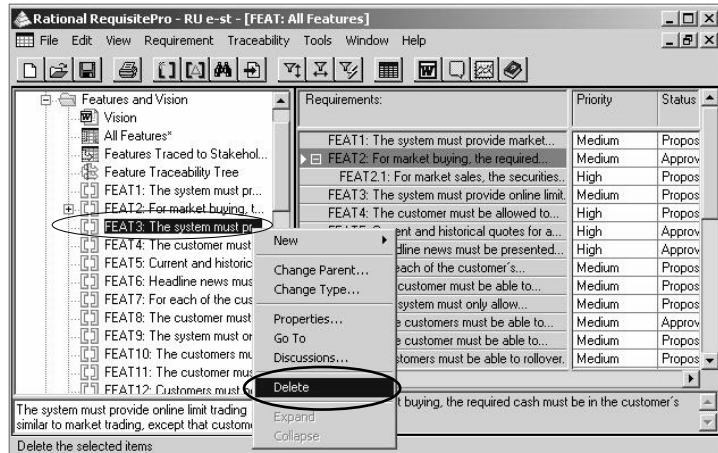 Rational RequisitePro - RU e-st - [FEAT: All Features]
File Edit View Requirement Traceability Tools Window Help
Features and Vision
Vision
All Features*
Features Traced to Stakehol...
Feature Traceability Tree
FEAT1: The system must pr...
FEAT2: For market buying, t...
FEAT3: The system must pr
FEAT4: The customer must
FEAT5: Current and historic
FEAT6: Headline news mus
FEAT7: For each of the cus
FEAT8: The customer must
FEAT9: The system must or
FEAT10: The customers mu
FEAT11: The customer mus
FEAT12: Customers must
New
Change Parent...
Change Type...
Properties...
Go To
Discussions...
Delete
Expand
Collapse
Requirements: Priority Status
FEAT1: The system must provide market... Medium Propos
FEAT2: For market buying, the required... Medium Approv
FEAT2.1: For market sales, the securities.. High Propos
FEAT3: The system must provide online limit. Medium Propos
FEAT4: The customer must be allowed to... High Propos
ent and historical quotes for a... High Approv
dline news must be presented... High Approv
each of the customer´s... Medium Propos
customer must be able to... Medium Propos
system must only allow... Medium Propos
e customers must be able to... Medium Approv
e customer must be able to... Medium Propos
stomers must be able to rollover. Medium Propos
The system must provide online limit trading
similar to market trading, except that custome
t buying, the required cash must be in the customer´s
Delete the selected items